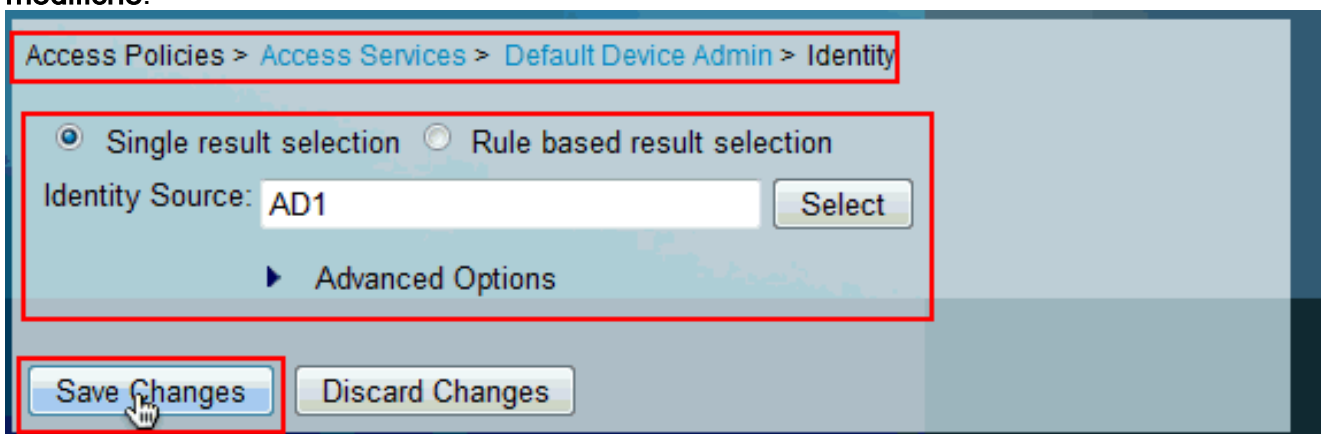 Access Policies > Access Services > Default Device Admin > Identity
Single result selection Rule based result selection
Identity Source: AD1 Select
Advanced Options
Save Changes Discard Changes